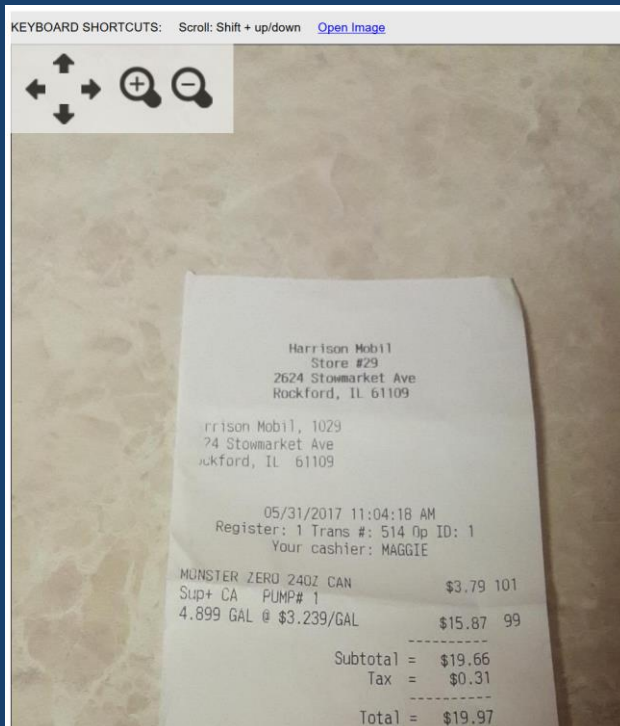 KEYBOARD SHORTCUTS: Scroll: Shift + up/down Open Image
Harrison Mobil
Store #29
2624 Stowmarket Ave
Rockford, IL 61109
rrison Mobil, 1029
24 Stowmarket Ave
ckford, IL 61109
05/31/2017 11:04:18 AM
Register: 1 Trans #: 514 Op ID: 1
Your cashier: MAGGIE
MONSTER ZERO 24OZ CAN $3.79 101
Sup+ CA PUMP# 1
4.899 GAL @ $3.239/GAL $15.87 99
----------
Subtotal = $19.66
Tax = $0.31
----------
Total = $19.97